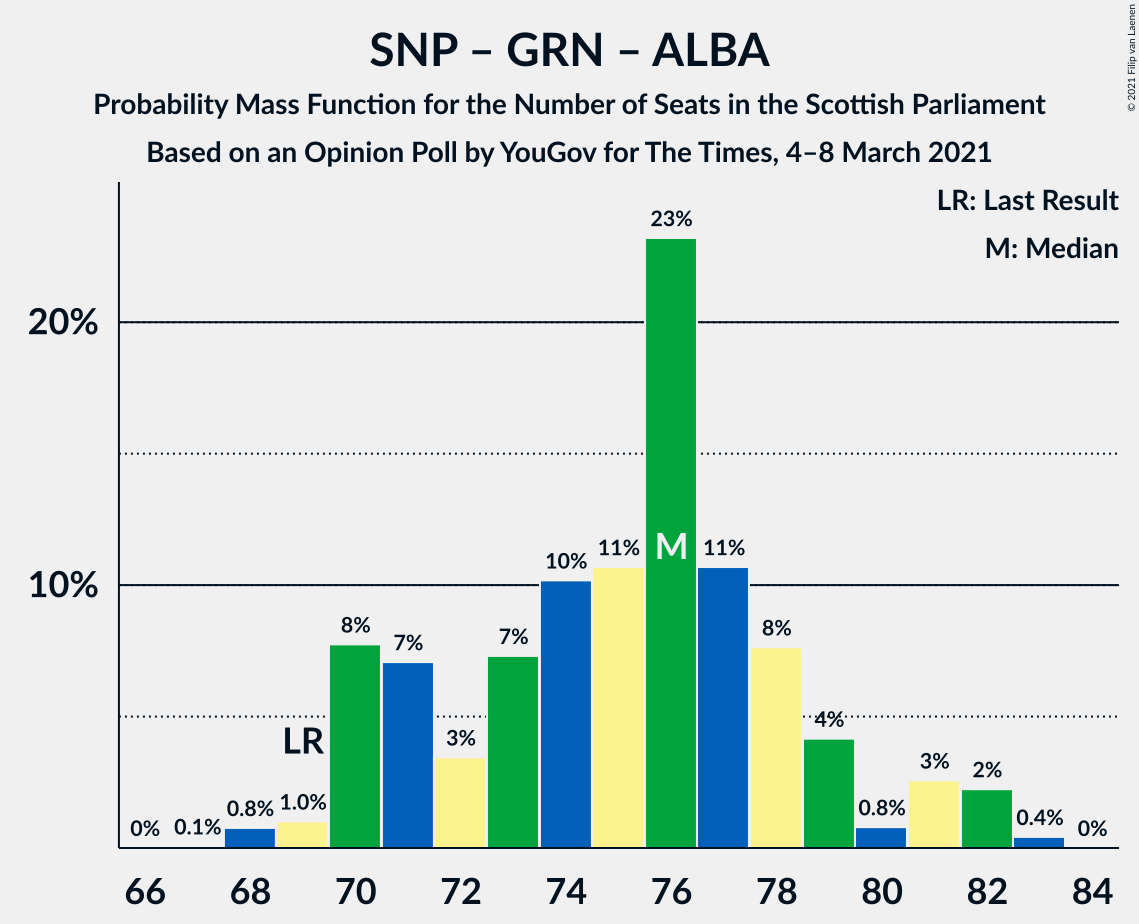 SNP – GRN – ALBA
Probability Mass Function for the Number of Seats in the Scottish Parliament
Based on an Opinion Poll by YouGov for The Times, 4–8 March 2021
© 2021 Filip van Laenen
LR: Last Result
M: Median
23%
20%
11%
M
11%
10%
10%
8%
7%
7%
8%
LR
3%
4%
3%
2%
0%
0.1%
0.8%
1.0%
0.8%
0.4%
0%
66 68 70 72 74 76 78 80 82 84